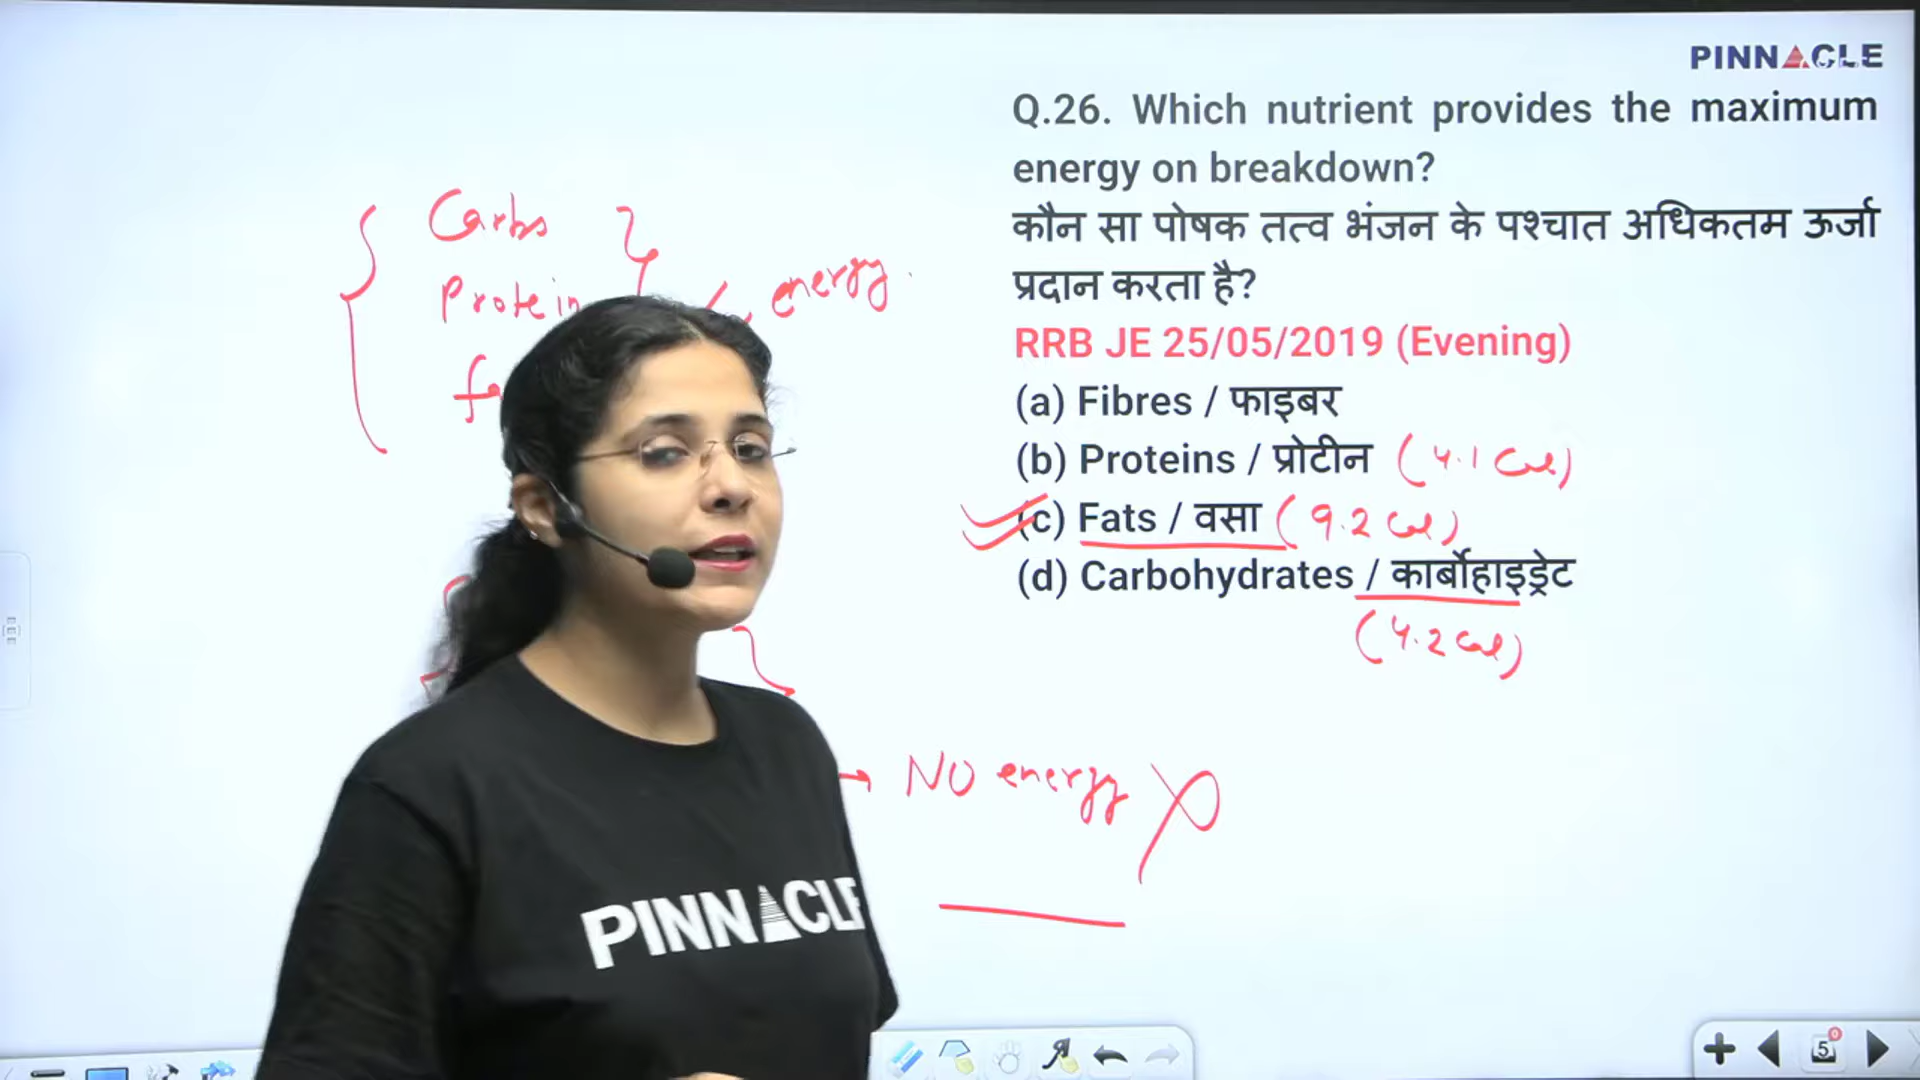 PINNACLE
Q.26. Which nutrient provides the maximum
energy on breakdown?
कौन सा पोषक तत्व भंजन के पश्चात अधिकतम ऊर्जा
प्रदान करता है?
RRB JE 25/05/2019 (Evening)
(a) Fibres / फाइबर
(b) Proteins / प्रोटीन (4.1 Cal)
(c) Fats / वसा (9.2 Cal)
(d) Carbohydrates / कार्बोहाइड्रेट
(4.2 Cal)
Carbs
Protein
energy
NO energy
PINNACLE
5